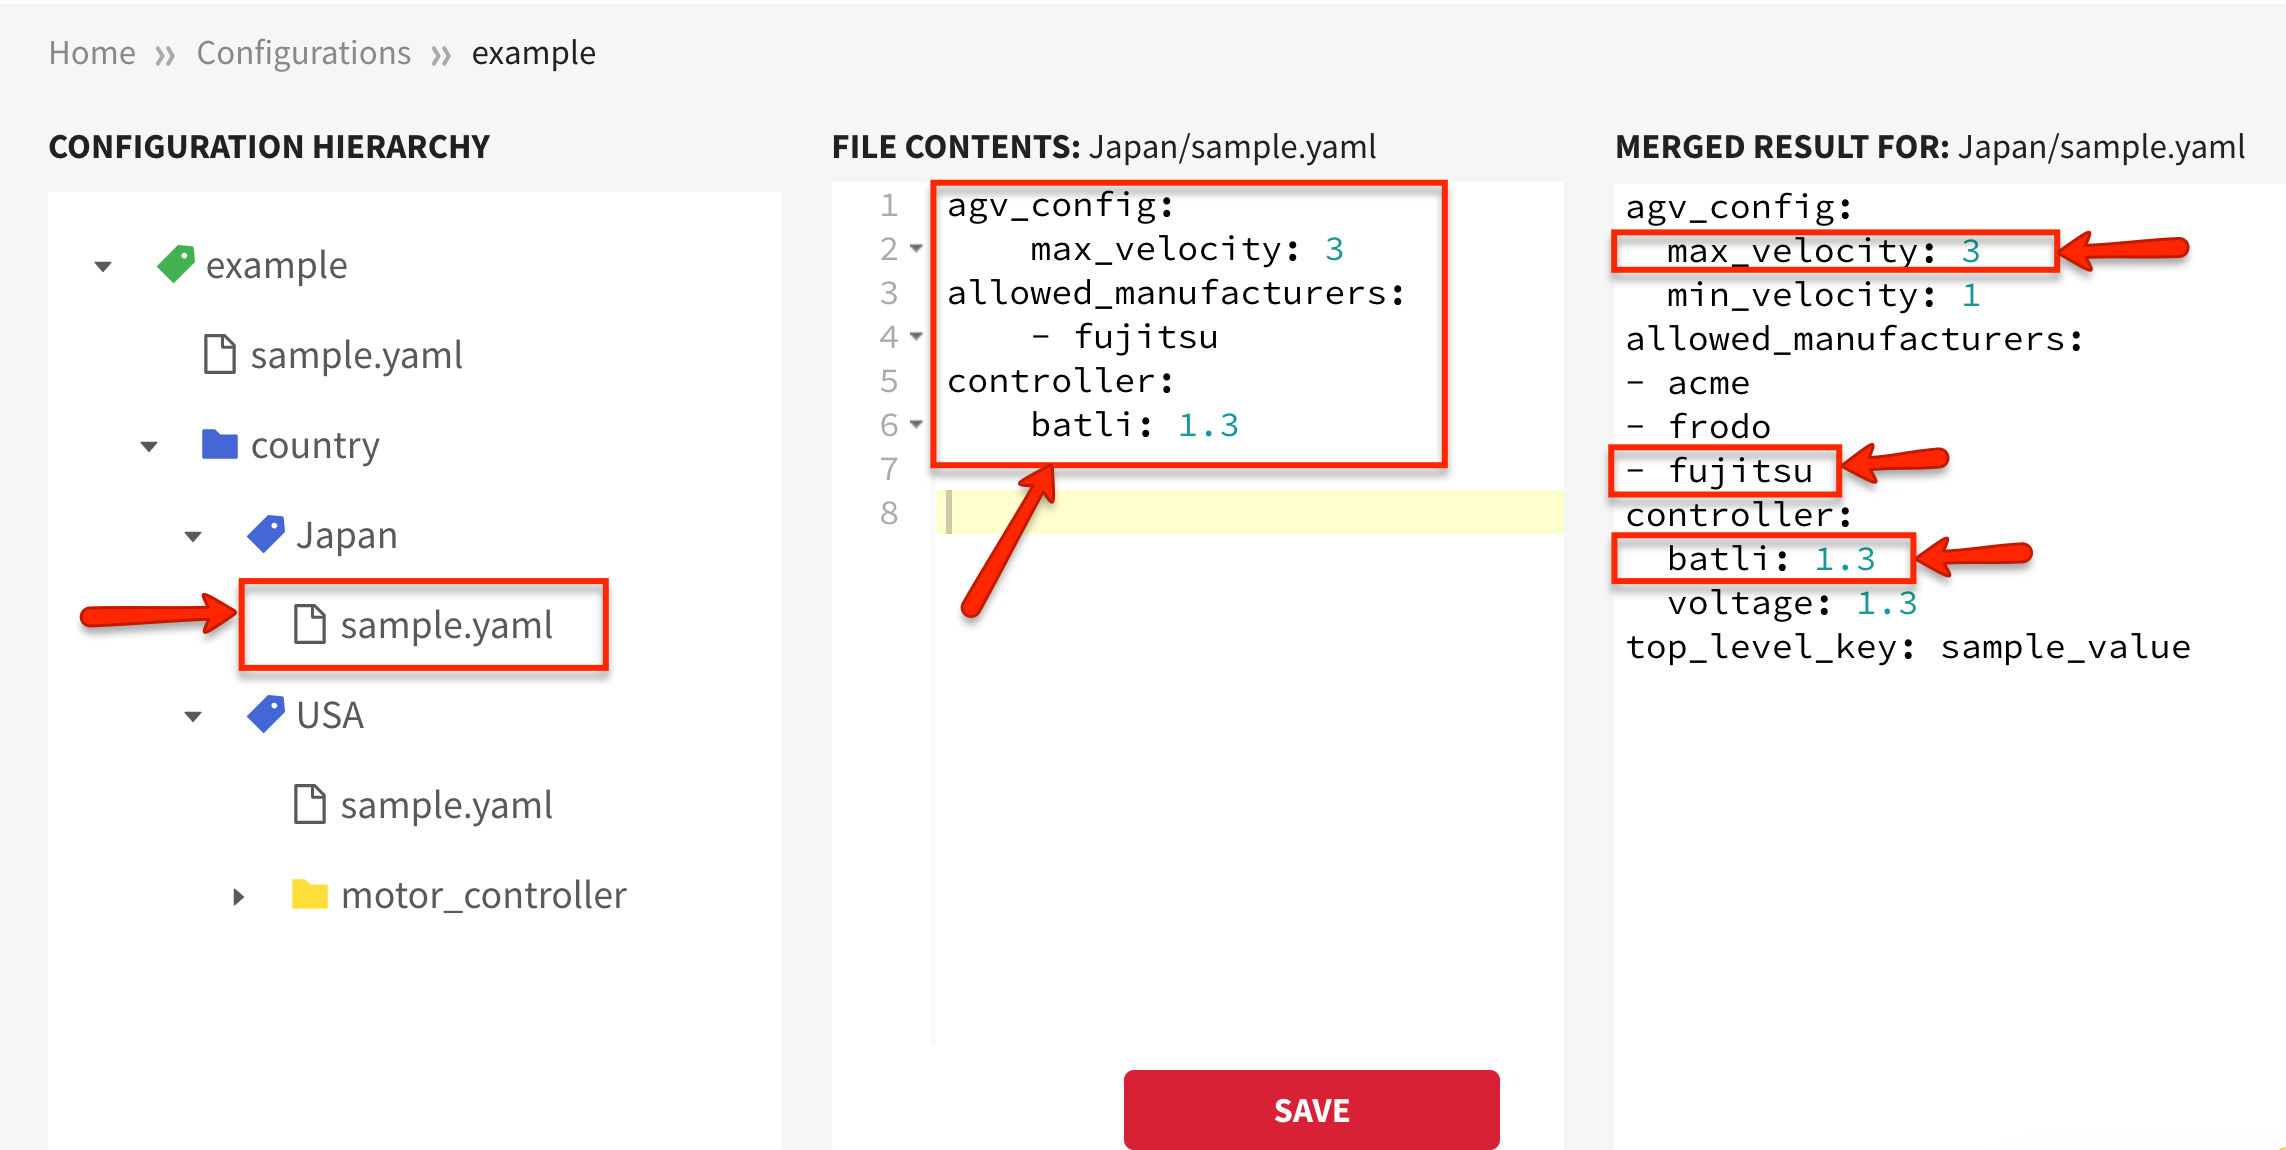 Home » Configurations » example
CONFIGURATION HIERARCHY
example
sample.yaml
country
Japan
sample.yaml
USA
sample.yaml
motor_controller
FILE CONTENTS: Japan/sample.yaml
1 agv_config:
2     max_velocity: 3
3 allowed_manufacturers:
4     - fujitsu
5 controller:
6     batli: 1.3
7
8
SAVE
MERGED RESULT FOR: Japan/sample.yaml
agv_config:
  max_velocity: 3
  min_velocity: 1
allowed_manufacturers:
- acme
- frodo
- fujitsu
controller:
  batli: 1.3
  voltage: 1.3
top_level_key: sample_value